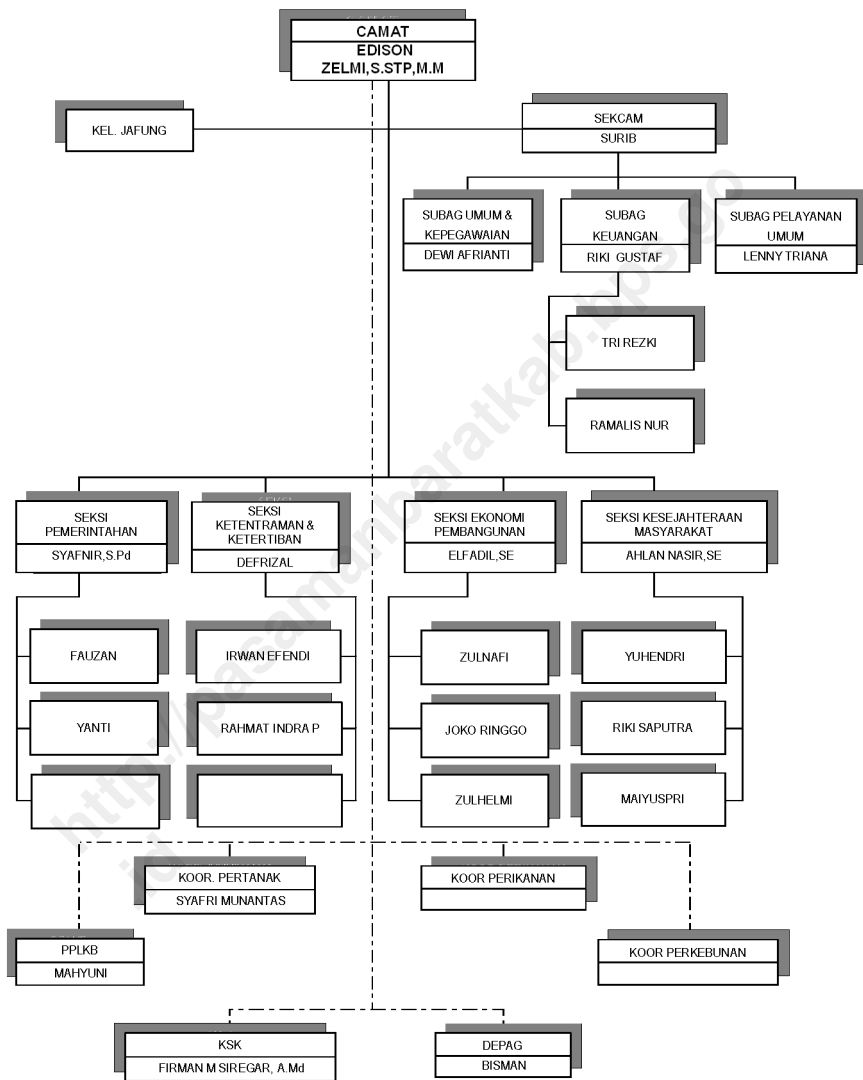 CAMAT
EDISON
ZELMI,S.STP,M.M
KEL. JAFUNG
SEKCAM
SURIB
SUBAG UMUM &
KEPEGAWAIAN
DEWI AFRIANTI
SUBAG
KEUANGAN
RIKI GUSTAF
SUBAG PELAYANAN
UMUM
LENNY TRIANA
TRI REZKI
RAMALIS NUR
SEKSI
PEMERINTAHAN
SYAFNIR,S.Pd
SEKSI
KETENTRAMAN &
KETERTIBAN
DEFRIZAL
SEKSI EKONOMI
PEMBANGUNAN
ELFADIL,SE
SEKSI KESEJAHTERAAN
MASYARAKAT
AHLAN NASIR,SE
FAUZAN
IRWAN EFENDI
ZULNAFI
YUHENDRI
YANTI
RAHMAT INDRA P
JOKO RINGGO
RIKI SAPUTRA
ZULHELMI
MAIYUSPRI
KOOR. PERTANAK
SYAFRI MUNANTAS
KOOR PERIKANAN
PPLKB
MAHYUNI
KOOR PERKEBUNAN
KSK
FIRMAN M SIREGAR, A.Md
DEPAG
BISMAN
http://pasamanbaratkab.bps.go
id